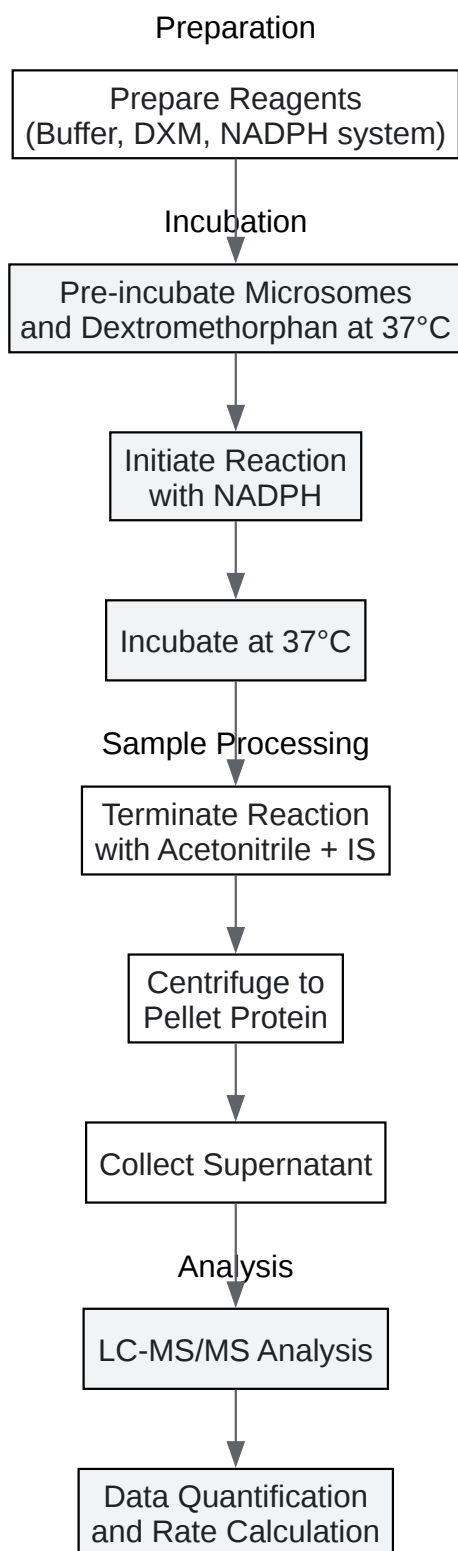 Preparation
Prepare Reagents
(Buffer, DXM, NADPH system)
Incubation
Pre-incubate Microsomes
and Dextromethorphan at 37°C
Initiate Reaction
with NADPH
Incubate at 37°C
Sample Processing
Terminate Reaction
with Acetonitrile + IS
Centrifuge to
Pellet Protein
Collect Supernatant
Analysis
LC-MS/MS Analysis
Data Quantification
and Rate Calculation